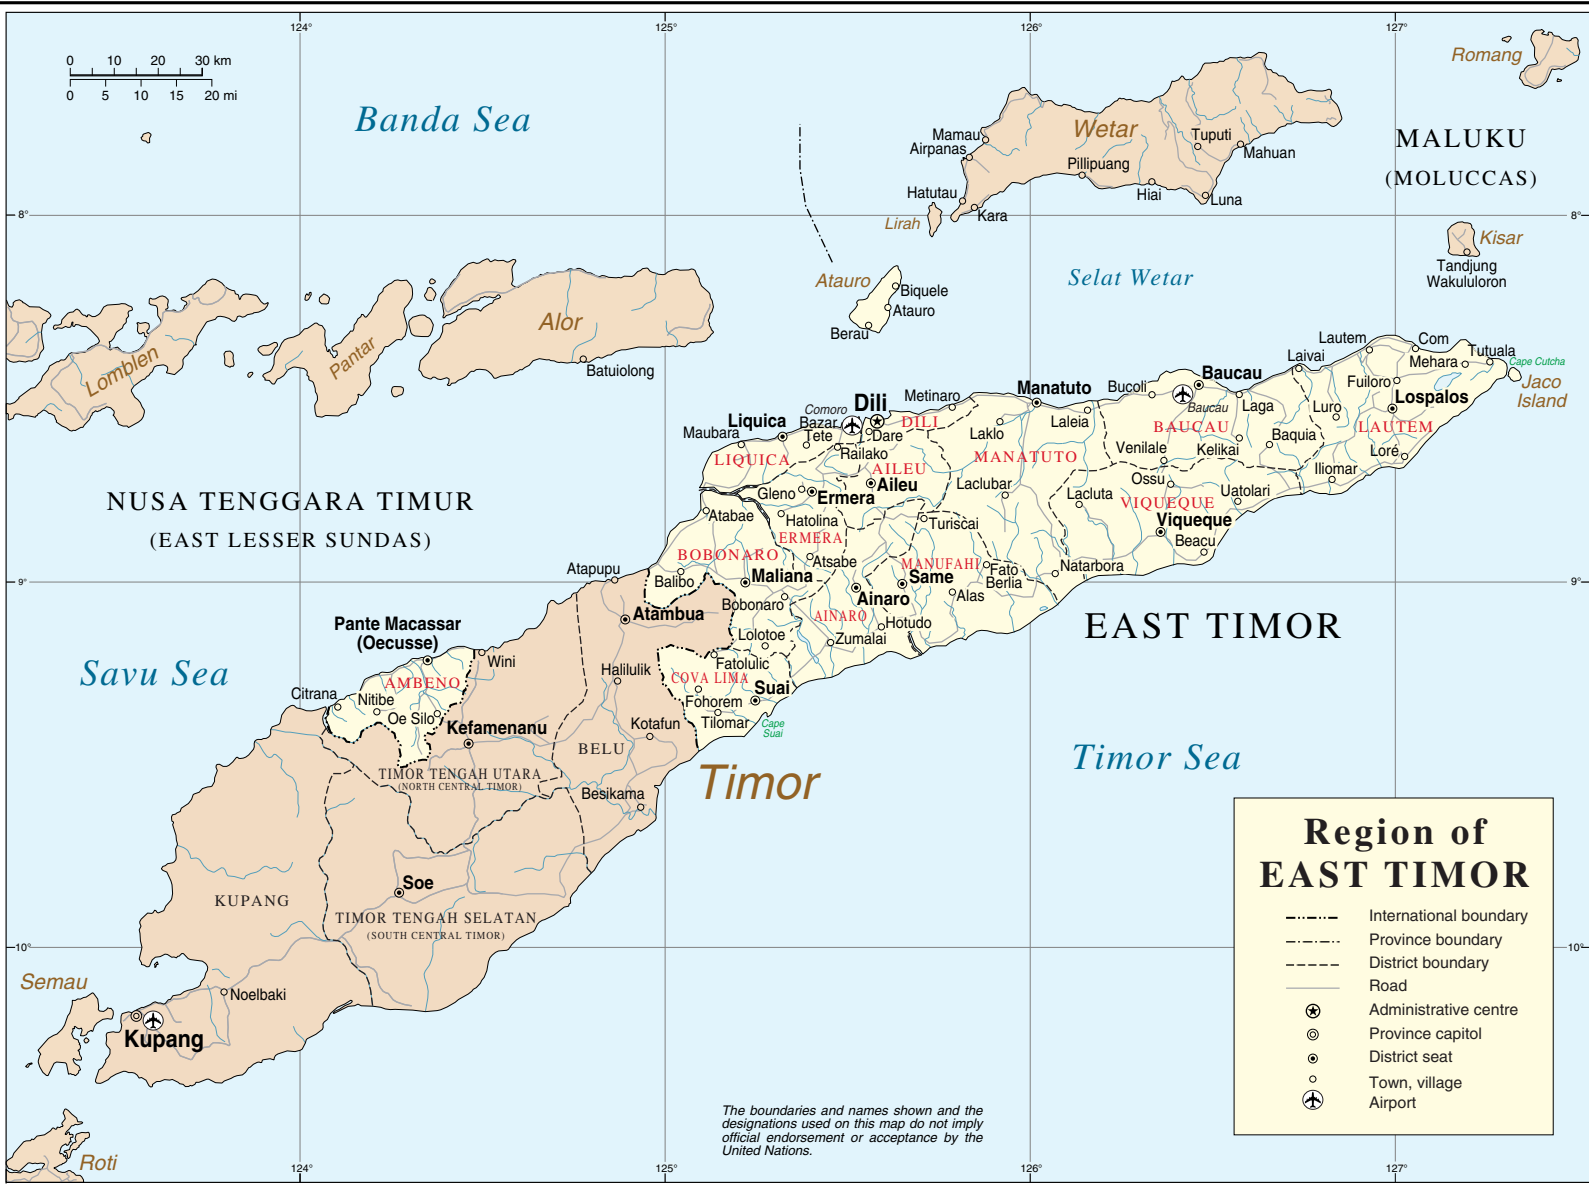 124°
125°
126°
127°
0 10 20 30 km
0 5 10 15 20 mi
Banda Sea
Romang
MALUKU
(MOLUCCAS)
Wetar
Mamau
Airpanas
Tuputi
Mahuan
Pillipuang
Hatutau
Kara
Hiai
Luna
Lirah
8°
8°
Kisar
Tandjung
Wakululoron
Selat Wetar
Atauro
Biquele
Atauro
Berau
Alor
Pantar
Lomblen
Batuiolong
Lautem
Com
Laivai
Mehara
Tutuala
Cape Cutcha
Jaco
Island
Fuiloro
Lospalos
LAUTEM
Luro
Loré
Iliomar
Baucau
Bucoli
Baucau
Laga
BAUCAU
Venilale
Kelikai
Baquia
Manatuto
Metinaro
Laleia
Laklo
MANATUTO
Laclubar
Lacluta
Ossu
Uatolari
VIQUEQUE
Viqueque
Beacu
Natarbora
Dili
Comoro
Bazar
DILI
Dare
Liquica
Maubara
Tete
Railako
LIQUICA
AILEU
Aileu
Gleno
Ermera
Hatolina
ERMERA
Atsabe
Turiscai
MANUFAHI
Fato
Berlia
Same
Alas
Atabae
BOBONARO
Balibo
Maliana
Bobonaro
Lolotoe
Ainaro
AINARO
Hotudo
Zumalai
NUSA TENGGARA TIMUR
(EAST LESSER SUNDAS)
Atapupu
9°
9°
Atambua
EAST TIMOR
Pante Macassar
(Oecusse)
Wini
Savu Sea
AMBENO
Citrana
Nitibe
Oe Silo
Halilulik
Fatolulic
COVA LIMA
Suai
Fohorem
Tilomar
Cape
Suai
Kefamenanu
Kotafun
BELU
Timor Sea
TIMOR TENGAH UTARA
(NORTH CENTRAL TIMOR)
Timor
Besikama
Soe
KUPANG
TIMOR TENGAH SELATAN
(SOUTH CENTRAL TIMOR)
10°
10°
Semau
Noelbaki
Kupang
Roti
Region of
EAST TIMOR
International boundary
Province boundary
District boundary
Road
Administrative centre
Province capitol
District seat
Town, village
Airport
The boundaries and names shown and the
designations used on this map do not imply
official endorsement or acceptance by the
United Nations.
124°
125°
126°
127°